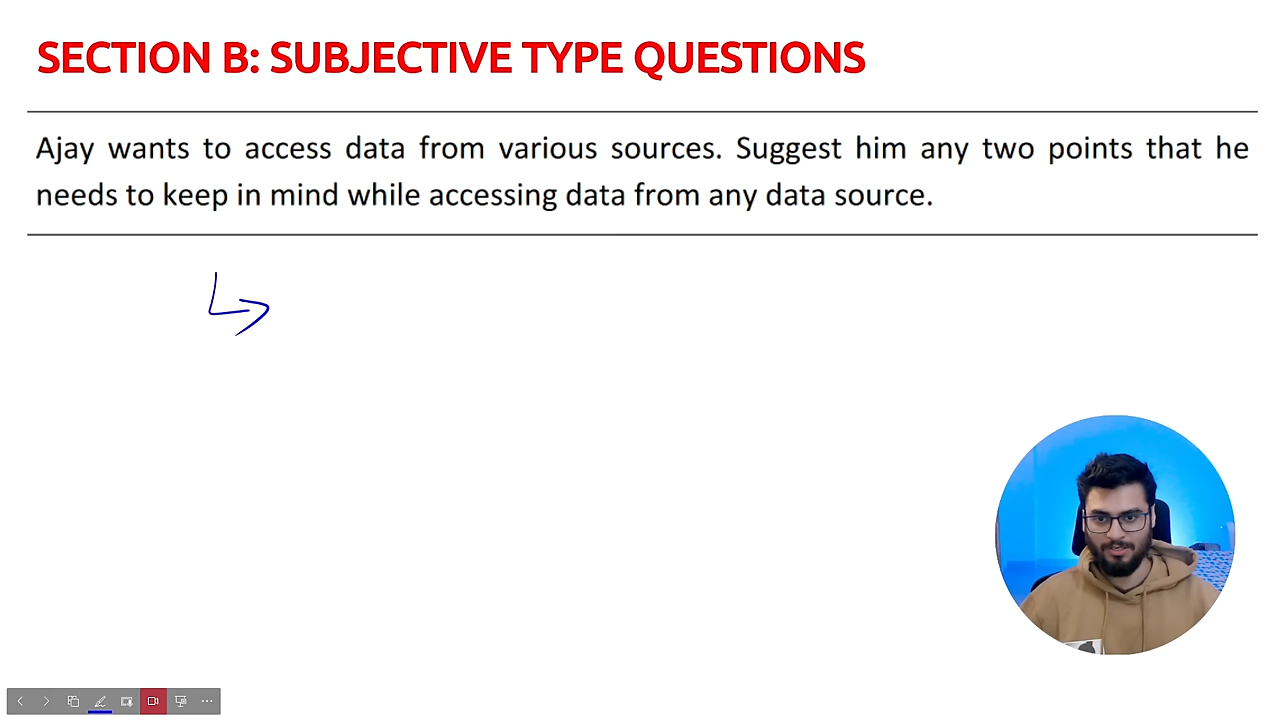 SECTION B: SUBJECTIVE TYPE QUESTIONS
Ajay wants to access data from various sources. Suggest him any two points that he
needs to keep in mind while accessing data from any data source.